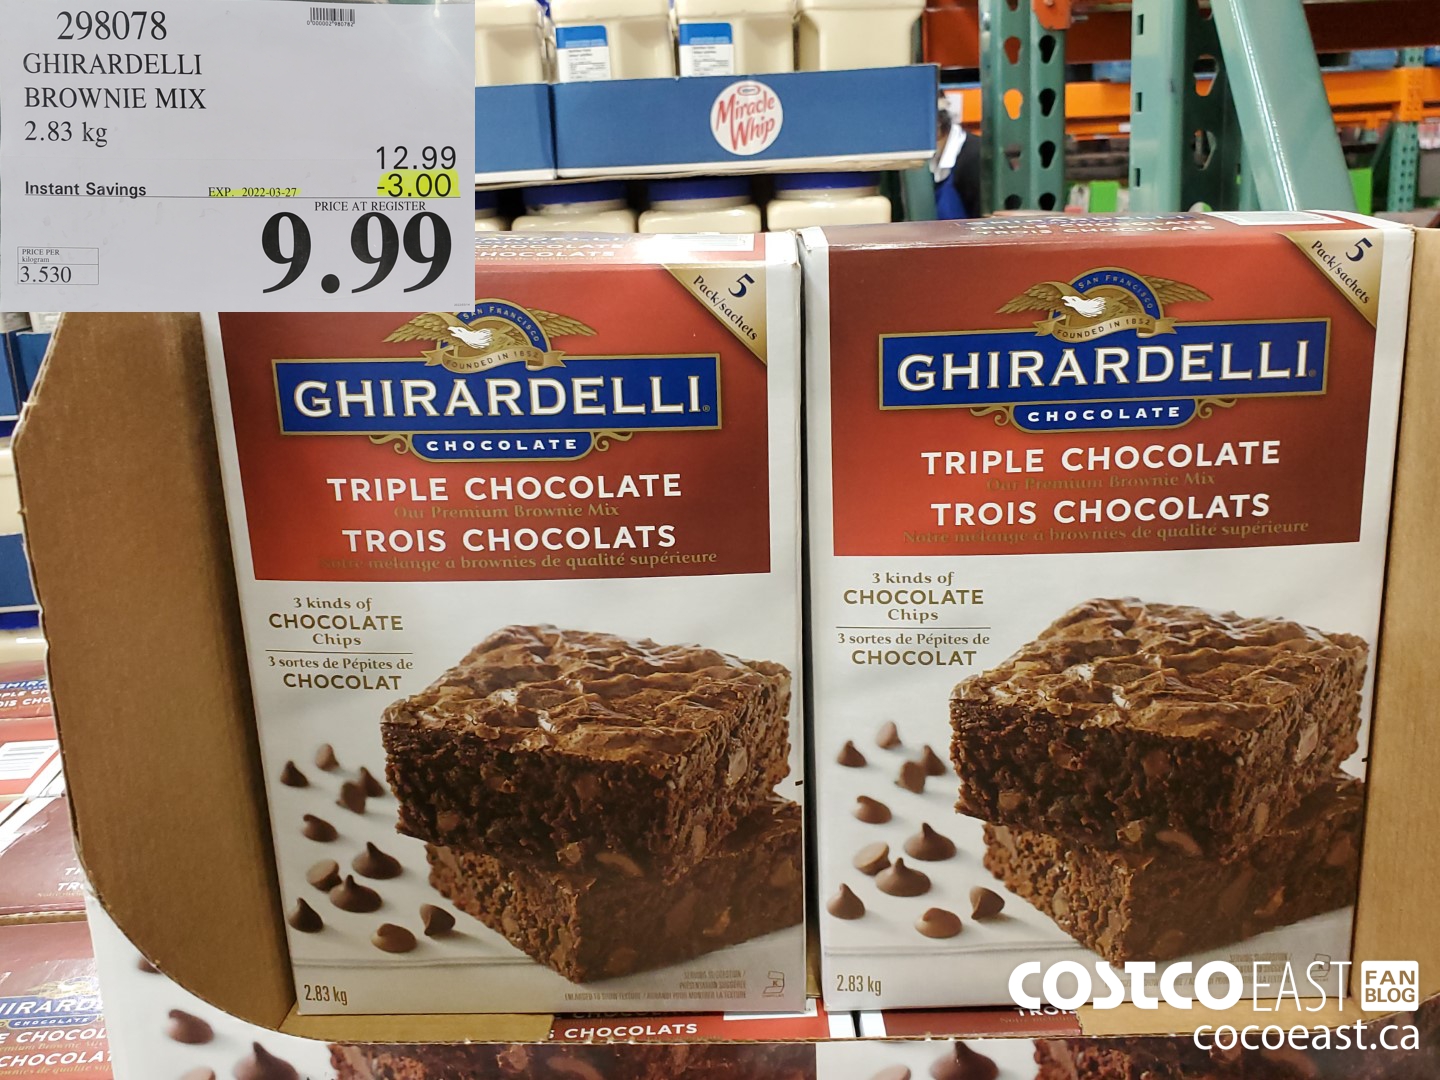 298078
GHIRARDELLI
BROWNIE MIX
2.83 kg
12.99
Instant Savings EXP. 2022-03-27 -3.00
PRICE AT REGISTER
9.99
PRICE PER
kilogram
3.530
KRAFT
Miracle
Whip
5
Pack/sachets
SAN FRANCISCO
FOUNDED IN 1852
GHIRARDELLI
CHOCOLATE
TRIPLE CHOCOLATE
Our Premium Brownie Mix
TROIS CHOCOLATS
Notre mélange à brownies de qualité supérieure
3 kinds of
CHOCOLATE
Chips
3 sortes de Pépites de
CHOCOLAT
2.83 kg
5
Pack/sachets
SAN FRANCISCO
FOUNDED IN 1852
GHIRARDELLI
CHOCOLATE
TRIPLE CHOCOLATE
Our Premium Brownie Mix
TROIS CHOCOLATS
Notre mélange à brownies de qualité supérieure
3 kinds of
CHOCOLATE
Chips
3 sortes de Pépites de
CHOCOLAT
2.83 kg
CHOCOLATS
COSTCO EAST FAN BLOG
cocoeast.ca